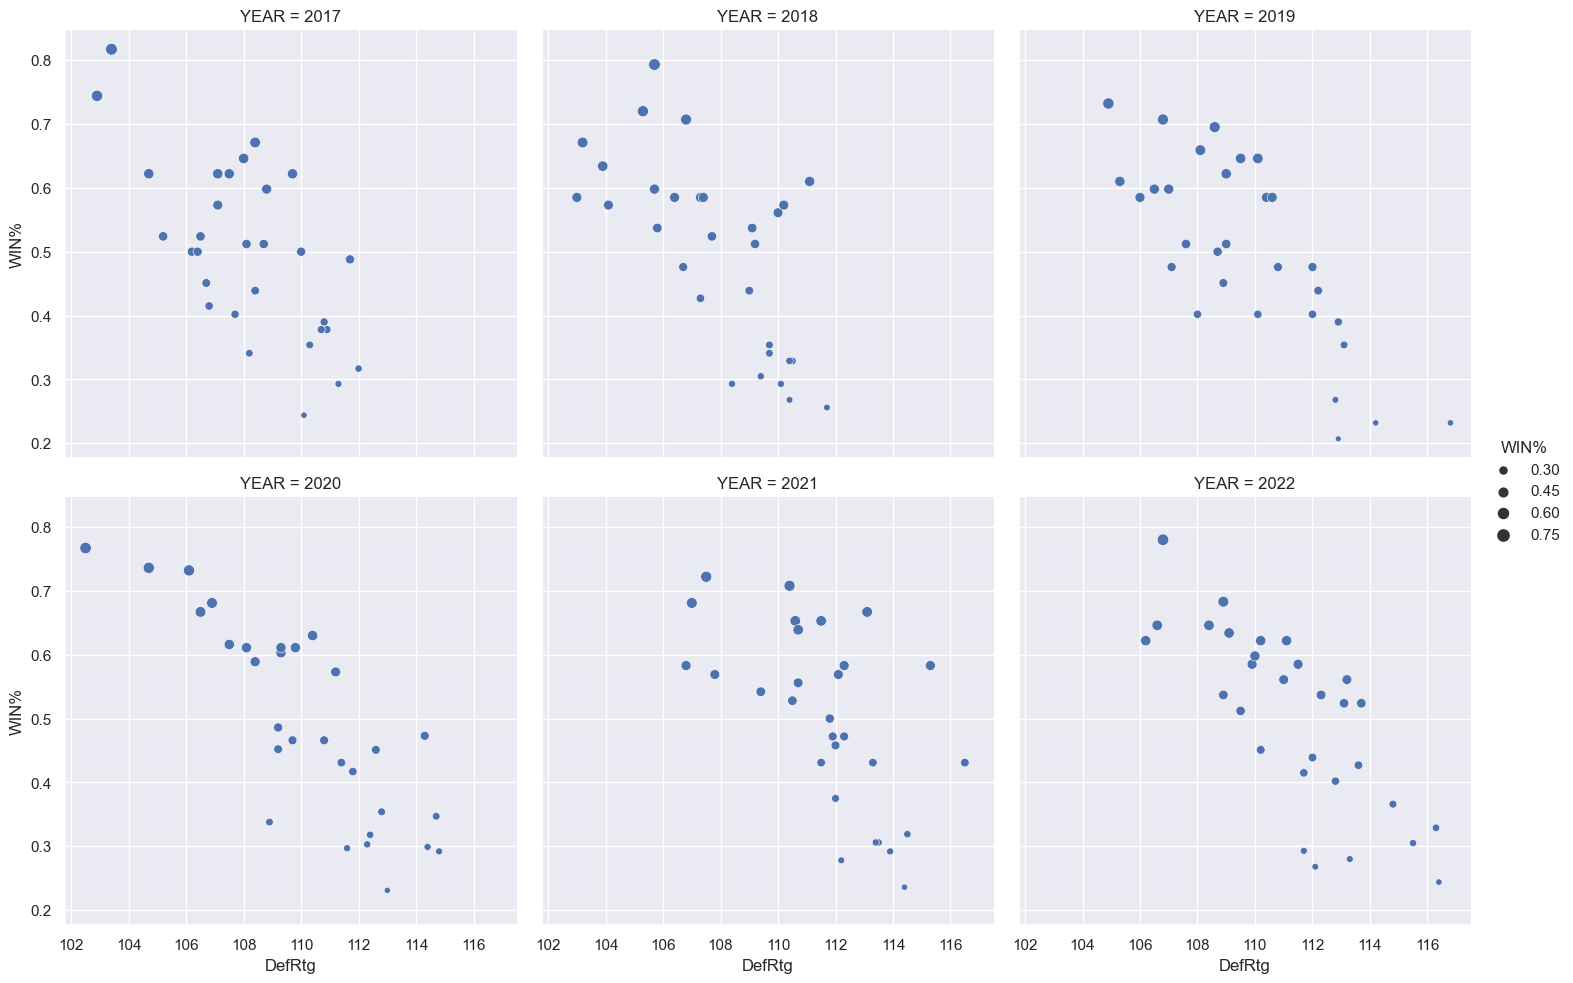 YEAR = 2017
YEAR = 2018
YEAR = 2019
0.8
0.7
0.6
0.5
0.4
0.3
0.2
WIN%
YEAR = 2020
YEAR = 2021
YEAR = 2022
0.8
0.7
0.6
0.5
0.4
0.3
0.2
WIN%
102 104 106 108 110 112 114 116
102 104 106 108 110 112 114 116
102 104 106 108 110 112 114 116
DefRtg
DefRtg
DefRtg
WIN%
0.30
0.45
0.60
0.75